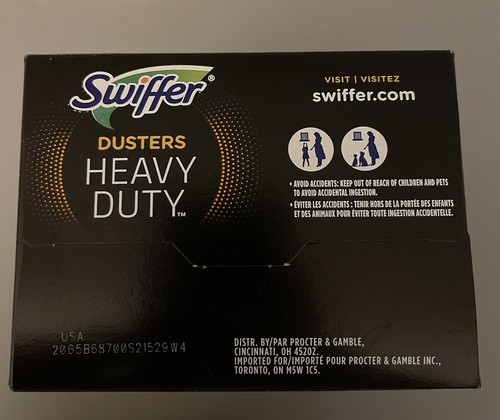 Swiffer®
DUSTERS
HEAVY
DUTY™
VISIT | VISITEZ
swiffer.com
• AVOID ACCIDENTS: KEEP OUT OF REACH OF CHILDREN AND PETS
TO AVOID ACCIDENTAL INGESTION.
• ÉVITER LES ACCIDENTS : TENIR HORS DE LA PORTÉE DES ENFANTS
ET DES ANIMAUX POUR ÉVITER TOUTE INGESTION ACCIDENTELLE.
USA
2065B68700S21529W4
DISTR. BY/PAR PROCTER & GAMBLE,
CINCINNATI, OH 45202.
IMPORTED FOR/IMPORTÉ POUR PROCTER & GAMBLE INC.,
TORONTO, ON M5W 1C5.